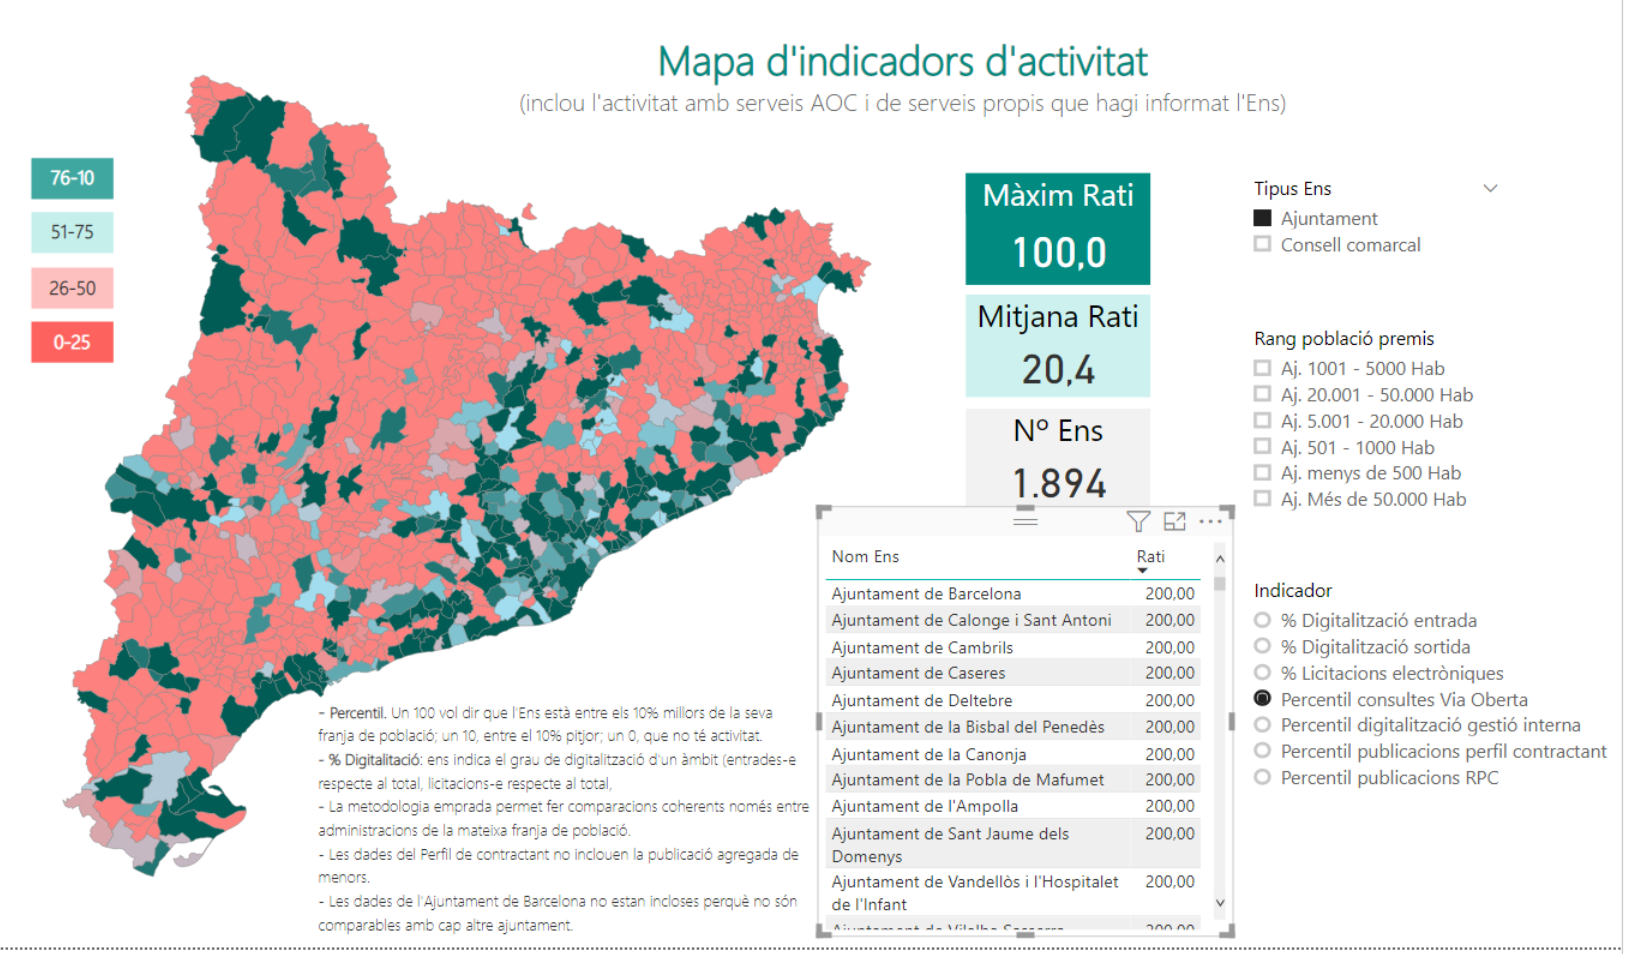 Mapa d'indicadors d'activitat
(inclou l'activitat amb serveis AOC i de serveis propis que hagi informat l'Ens)
76-10
51-75
26-50
0-25
Màxim Rati
100,0
Mitjana Rati
20,4
Nº Ens
1.894
Tipus Ens
Ajuntament
Consell comarcal
Rang població premis
Aj. 1001 - 5000 Hab
Aj. 20.001 - 50.000 Hab
Aj. 5.001 - 20.000 Hab
Aj. 501 - 1000 Hab
Aj. menys de 500 Hab
Aj. Més de 50.000 Hab
Indicador
% Digitalització entrada
% Digitalització sortida
% Licitacions electròniques
Percentil consultes Via Oberta
Percentil digitalització gestió interna
Percentil publicacions perfil contractant
Percentil publicacions RPC
Nom Ens Rati
Ajuntament de Barcelona 200,00
Ajuntament de Calonge i Sant Antoni 200,00
Ajuntament de Cambrils 200,00
Ajuntament de Caseres 200,00
Ajuntament de Deltebre 200,00
Ajuntament de la Bisbal del Penedès 200,00
Ajuntament de la Canonja 200,00
Ajuntament de la Pobla de Mafumet 200,00
Ajuntament de l'Ampolla 200,00
Ajuntament de Sant Jaume dels 200,00
Domenys
Ajuntament de Vandellòs i l'Hospitalet 200,00
de l'Infant
- Percentil. Un 100 vol dir que l'Ens està entre els 10% millors de la seva
franja de població; un 10, entre el 10% pitjor; un 0, que no té activitat.
- % Digitalitació: ens indica el grau de digitalització d'un àmbit (entrades-e
respecte al total, licitacions-e respecte al total,
- La metodologia emprada permet fer comparacions coherents només entre
administracions de la mateixa franja de població.
- Les dades del Perfil de contractant no inclouen la publicació agregada de
menors.
- Les dades de l'Ajuntament de Barcelona no estan incloses perquè no són
comparables amb cap altre ajuntament.